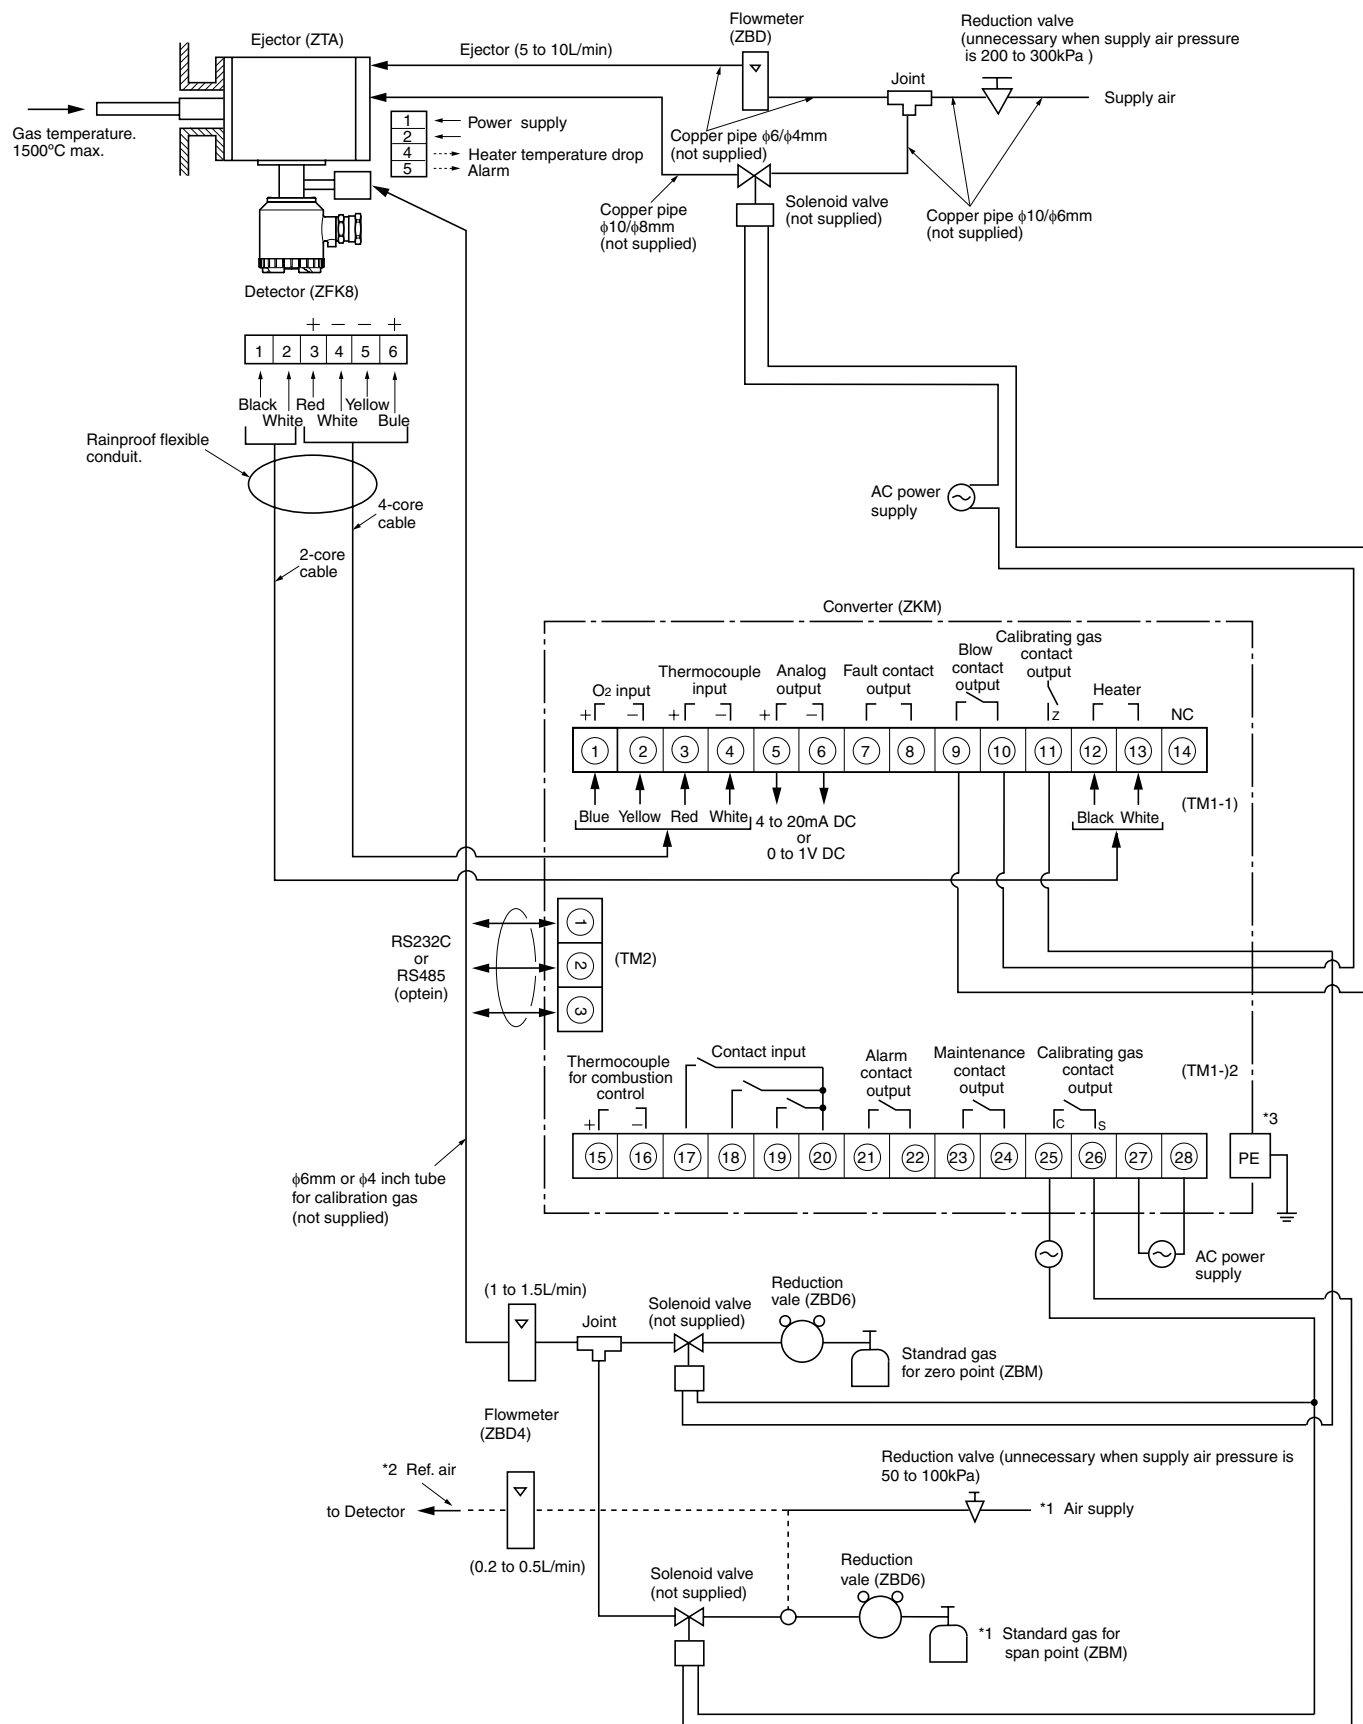 Flowmeter
(ZBD)
Reduction valve
(unnecessary when supply air pressure
is 200 to 300kPa )
Ejector (ZTA)
Ejector (5 to 10L/min)
Joint
Supply air
Gas temperature.
1500°C max.
1
Power supply
2
4
Heater temperature drop
5
Alarm
Copper pipe ϕ6/ϕ4mm
(not supplied)
Copper pipe
ϕ10/ϕ8mm
(not supplied)
Solenoid valve
(not supplied)
Copper pipe ϕ10/ϕ6mm
(not supplied)
Detector (ZFK8)
+ − − +
1 2 3 4 5 6
Black Red Yellow
White White Bule
Rainproof flexible
conduit.
4-core
cable
2-core
cable
AC power
supply
Converter (ZKM)
O2 input
Thermocouple
input
Analog
output
Fault contact
output
Blow
contact
output
Calibrating gas
contact
output
Heater
NC
+ − + − + − Z
1 2 3 4 5 6 7 8 9 10 11 12 13 14
(TM1-1)
Blue Yellow Red White
4 to 20mA DC
or
0 to 1V DC
Black White
RS232C
or
RS485
(optein)
1
2
3
(TM2)
Thermocouple
for combustion
control
Contact input
Alarm
contact
output
Maintenance
contact
output
Calibrating gas
contact
output
(TM1-)2
*3
+ − C S
15 16 17 18 19 20 21 22 23 24 25 26 27 28
PE
ϕ6mm or ϕ4 inch tube
for calibration gas
(not supplied)
AC power
supply
(1 to 1.5L/min)
Joint
Solenoid valve
(not supplied)
Reduction
vale (ZBD6)
Standrad gas
for zero point (ZBM)
Flowmeter
(ZBD4)
*2 Ref. air
to Detector
(0.2 to 0.5L/min)
Reduction valve (unnecessary when supply air pressure is
50 to 100kPa)
*1 Air supply
Solenoid valve
(not supplied)
Reduction
vale (ZBD6)
*1 Standard gas for
span point (ZBM)